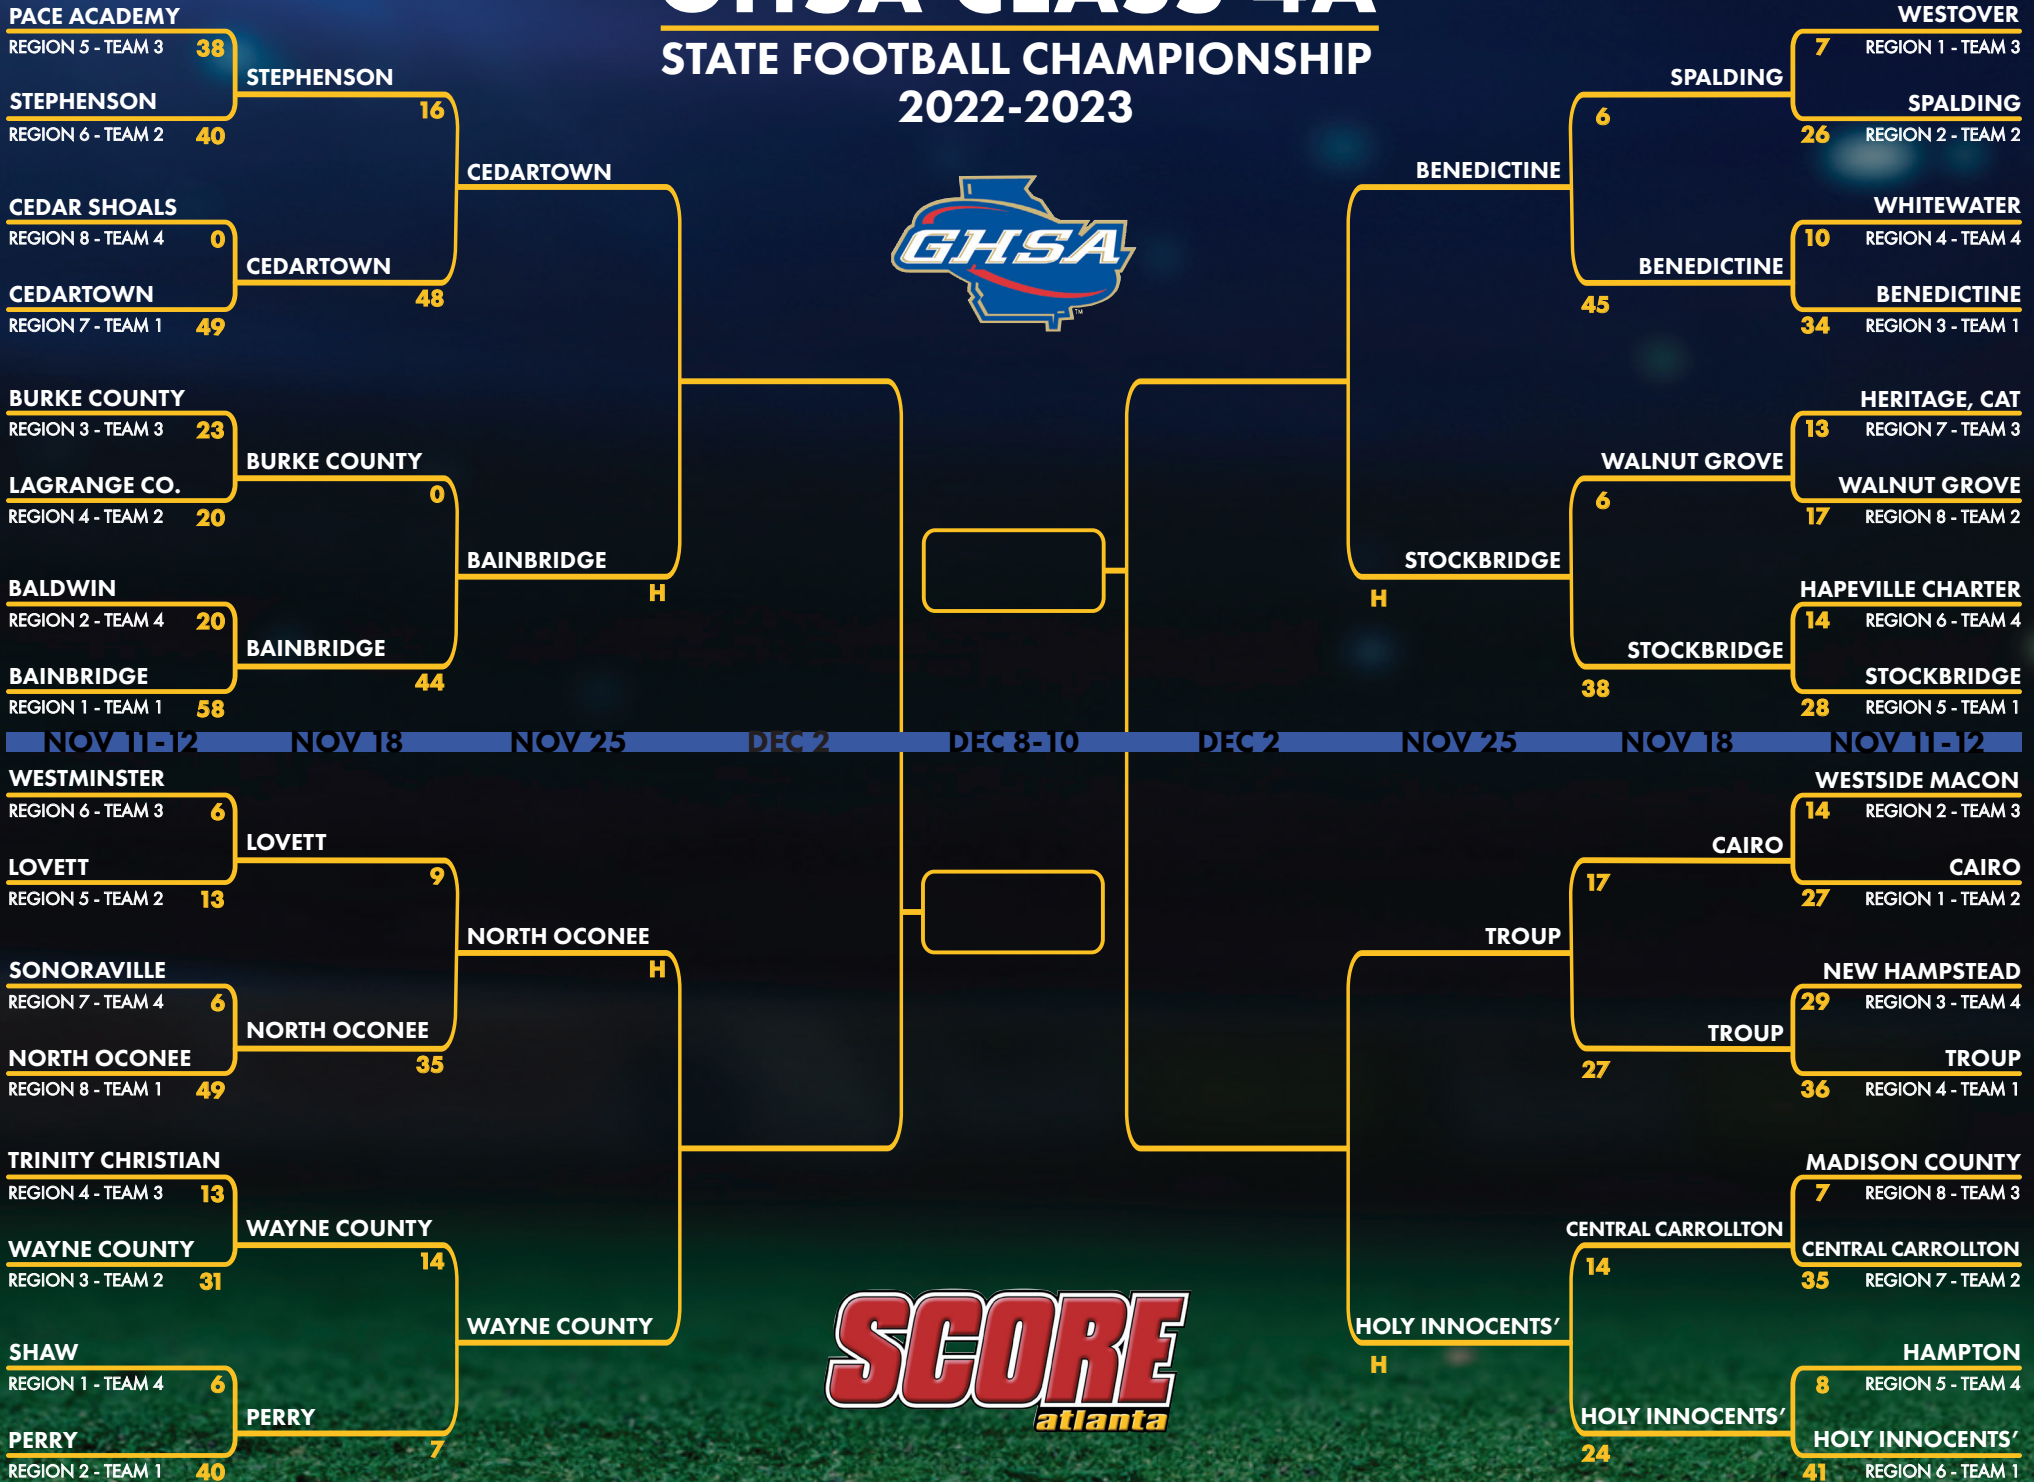 GHSA CLASS 4A
STATE FOOTBALL CHAMPIONSHIP
2022-2023
GHSA
TM
PACE ACADEMY
REGION 5 - TEAM 3 38
STEPHENSON
REGION 6 - TEAM 2 40
CEDAR SHOALS
REGION 8 - TEAM 4 0
CEDARTOWN
REGION 7 - TEAM 1 49
BURKE COUNTY
REGION 3 - TEAM 3 23
LAGRANGE CO.
REGION 4 - TEAM 2 20
BALDWIN
REGION 2 - TEAM 4 20
BAINBRIDGE
REGION 1 - TEAM 1 58
STEPHENSON
16
CEDARTOWN
48
BURKE COUNTY
0
BAINBRIDGE
44
CEDARTOWN
BAINBRIDGE
H
BENEDICTINE
STOCKBRIDGE
H
SPALDING
6
BENEDICTINE
45
WALNUT GROVE
6
STOCKBRIDGE
38
WESTOVER
7 REGION 1 - TEAM 3
SPALDING
26 REGION 2 - TEAM 2
WHITEWATER
10 REGION 4 - TEAM 4
BENEDICTINE
34 REGION 3 - TEAM 1
HERITAGE, CAT
13 REGION 7 - TEAM 3
WALNUT GROVE
17 REGION 8 - TEAM 2
HAPEVILLE CHARTER
14 REGION 6 - TEAM 4
STOCKBRIDGE
28 REGION 5 - TEAM 1
NOV 11-12 NOV 18 NOV 25 DEC 2 DEC 8-10 DEC 2 NOV 25 NOV 18 NOV 11-12
WESTMINSTER
REGION 6 - TEAM 3 6
LOVETT
REGION 5 - TEAM 2 13
SONORAVILLE
REGION 7 - TEAM 4 6
NORTH OCONEE
REGION 8 - TEAM 1 49
TRINITY CHRISTIAN
REGION 4 - TEAM 3 13
WAYNE COUNTY
REGION 3 - TEAM 2 31
SHAW
REGION 1 - TEAM 4 6
PERRY
REGION 2 - TEAM 1 40
LOVETT
9
NORTH OCONEE
35
WAYNE COUNTY
14
PERRY
7
NORTH OCONEE
H
WAYNE COUNTY
TROUP
HOLY INNOCENTS'
H
CAIRO
17
TROUP
27
CENTRAL CARROLLTON
14
HOLY INNOCENTS'
24
WESTSIDE MACON
14 REGION 2 - TEAM 3
CAIRO
27 REGION 1 - TEAM 2
NEW HAMPSTEAD
29 REGION 3 - TEAM 4
TROUP
36 REGION 4 - TEAM 1
MADISON COUNTY
7 REGION 8 - TEAM 3
CENTRAL CARROLLTON
35 REGION 7 - TEAM 2
HAMPTON
8 REGION 5 - TEAM 4
HOLY INNOCENTS'
41 REGION 6 - TEAM 1
SCORE
atlanta